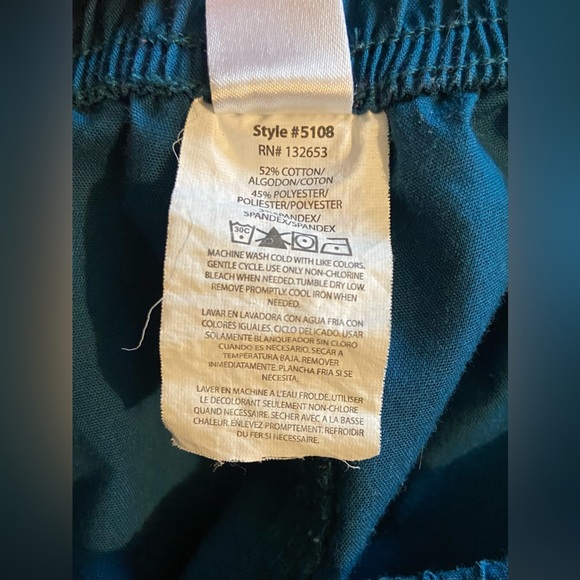 Style #5108
RN# 132653
52% COTTON/
ALGODON/COTON
45% POLYESTER/
POLIESTER/POLYESTER
SPANDEX/
SPANDEX/SPANDEX
30C
MACHINE WASH COLD WITH LIKE COLORS.
GENTLE CYCLE. USE ONLY NON-CHLORINE
BLEACH WHEN NEEDED. TUMBLE DRY LOW.
REMOVE PROMPTLY. COOL IRON WHEN
NEEDED.
LAVAR EN LAVADORA CON AGUA FRIA CON
COLORES IGUALES. CICLO DELICADO. USAR
SOLAMENTE BLANQUEADOR SIN CLORO
CUANDO ES NECESARIO. SECAR A
TEMPERATURA BAJA. REMOVER
INMEDIATAMENTE. PLANCHA FRIA SI SE
NECESITA.
LAVER EN MACHINE A L'EAU FROLDE. UTILISER
LE DECOLORANT SEULEMENT NON-CHLORE
QUAND NECESSAIRE. SECHER AVEC A LA BASSE
CHALEUR. ENLEVEZ PROMPTEMENT. REFROIDIR
DU FER SI NECESSAIRE.